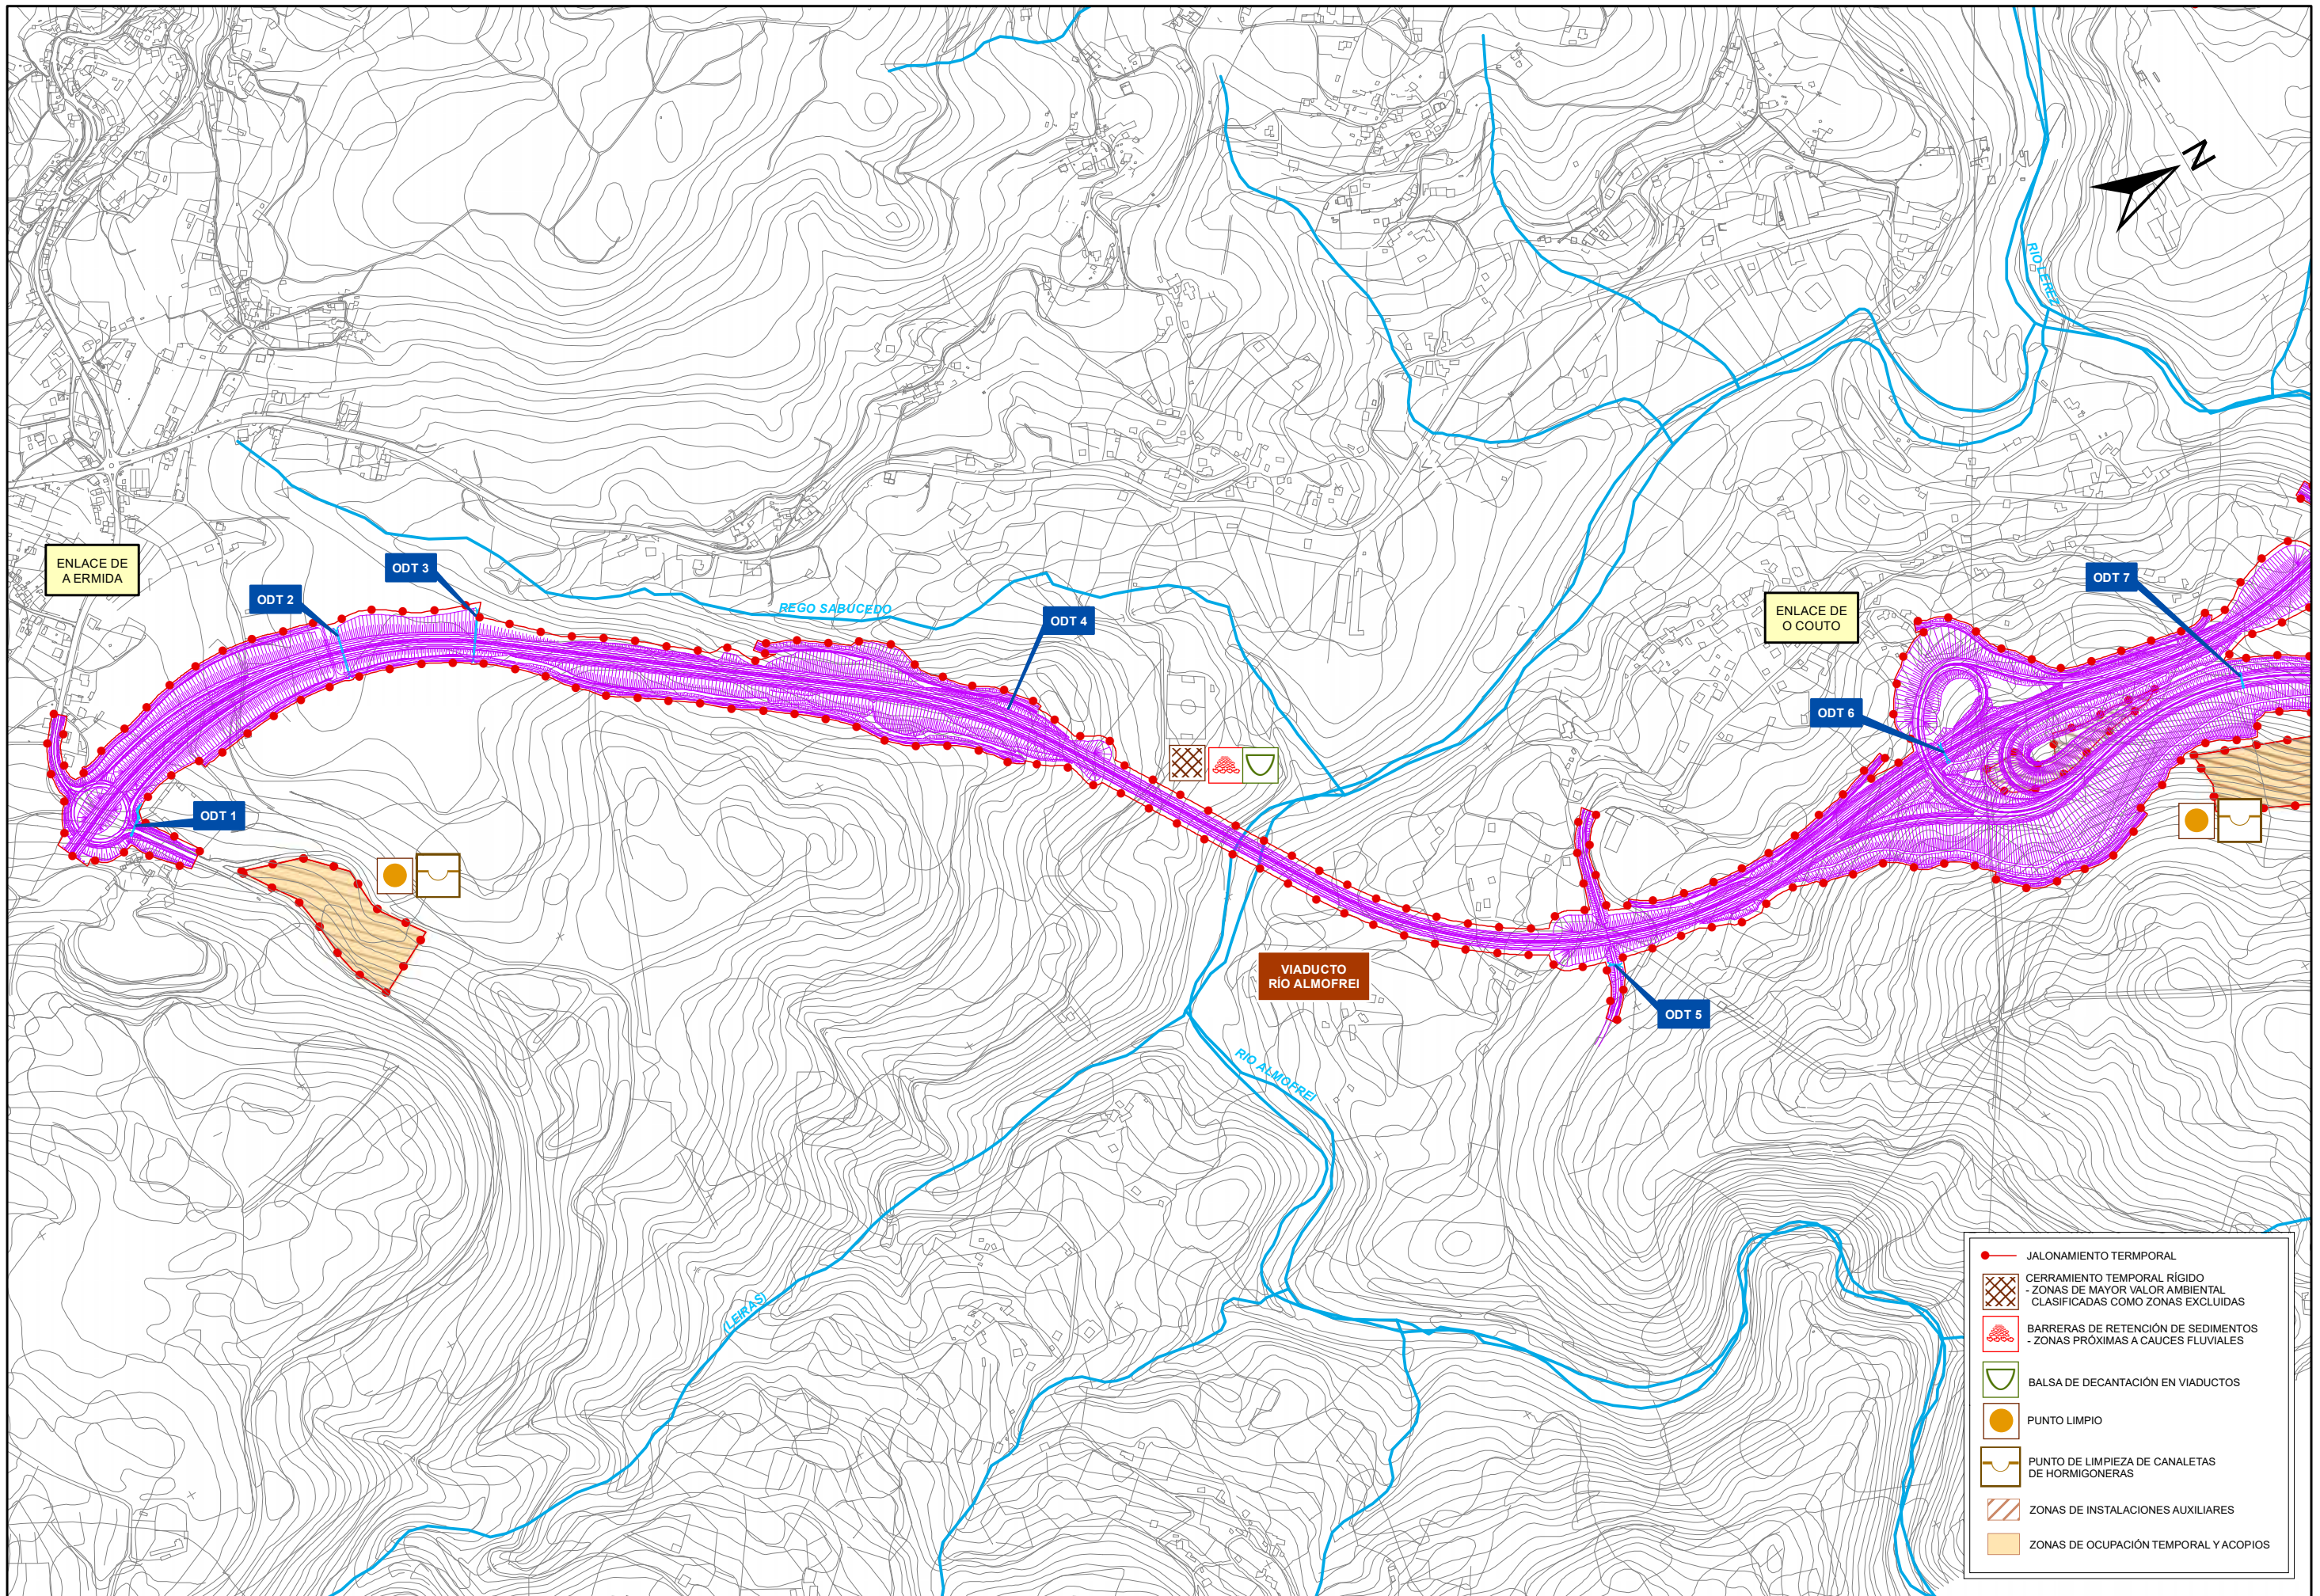 N
RIO LEREZ
ENLACE DE
A ERMIDA
ODT 3
ODT 2
REGO SABUCEDO
ODT 4
ENLACE DE
O COUTO
ODT 7
ODT 6
ODT 1
VIADUCTO
RÍO ALMOFREI
ODT 5
RIO ALMOFREI
(LEIRAS)
JALONAMIENTO TERMPORAL
CERRAMIENTO TEMPORAL RÍGIDO
- ZONAS DE MAYOR VALOR AMBIENTAL
CLASIFICADAS COMO ZONAS EXCLUIDAS
BARRERAS DE RETENCIÓN DE SEDIMENTOS
- ZONAS PRÓXIMAS A CAUCES FLUVIALES
BALSA DE DECANTACIÓN EN VIADUCTOS
PUNTO LIMPIO
PUNTO DE LIMPIEZA DE CANALETAS
DE HORMIGONERAS
ZONAS DE INSTALACIONES AUXILIARES
ZONAS DE OCUPACIÓN TEMPORAL Y ACOPIOS